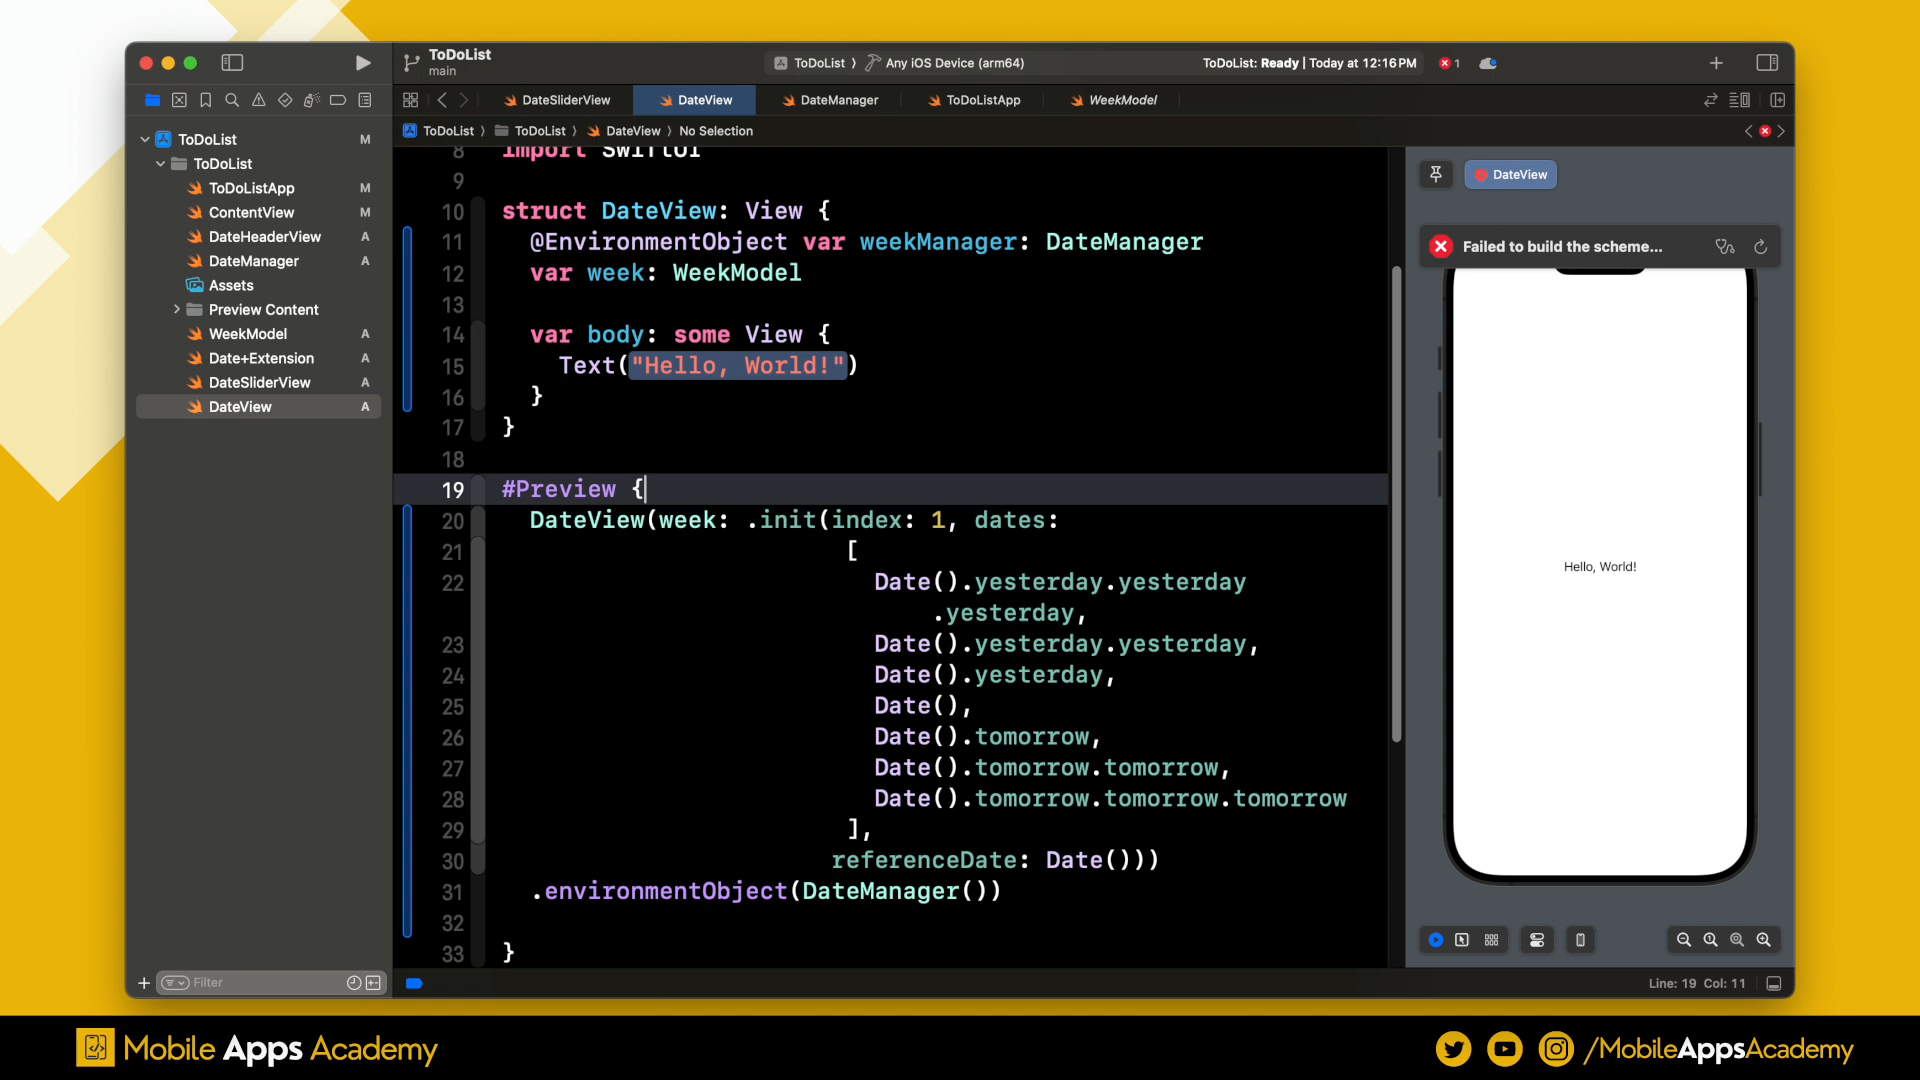 ToDoList
main
ToDoList 〉 Any iOS Device (arm64)
ToDoList: Ready | Today at 12:16 PM
1
DateSliderView
DateView
DateManager
ToDoListApp
WeekModel
ToDoList 〉 ToDoList 〉 DateView 〉 No Selection
ToDoList M
ToDoList
ToDoListApp M
ContentView M
DateHeaderView A
DateManager A
Assets
Preview Content
WeekModel A
Date+Extension A
DateSliderView A
DateView A
Filter
8 import SwiftUI
9
10 struct DateView: View {
11 @EnvironmentObject var weekManager: DateManager
12 var week: WeekModel
13
14 var body: some View {
15 Text("Hello, World!")
16 }
17 }
18
19 #Preview {
20 DateView(week: .init(index: 1, dates:
21 [
22 Date().yesterday.yesterday
.yesterday,
23 Date().yesterday.yesterday,
24 Date().yesterday,
25 Date(),
26 Date().tomorrow,
27 Date().tomorrow.tomorrow,
28 Date().tomorrow.tomorrow.tomorrow
29 ],
30 referenceDate: Date()))
31 .environmentObject(DateManager())
32
33 }
DateView
Failed to build the scheme...
Hello, World!
Line: 19 Col: 11
Mobile Apps Academy
/MobileAppsAcademy